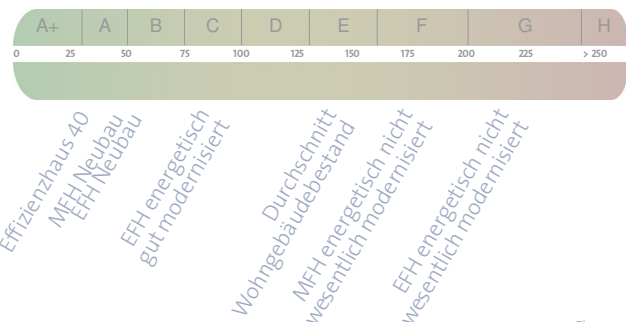 A+ A B C D E F G H
0 25 50 75 100 125 150 175 200 225 > 250
Effizienzhaus 40
MFH Neubau
EFH Neubau
EFH energetisch
gut modernisiert
Durchschnitt
Wohngebäudebestand
MFH energetisch nicht
wesentlich modernisiert
EFH energetisch nicht
wesentlich modernisiert